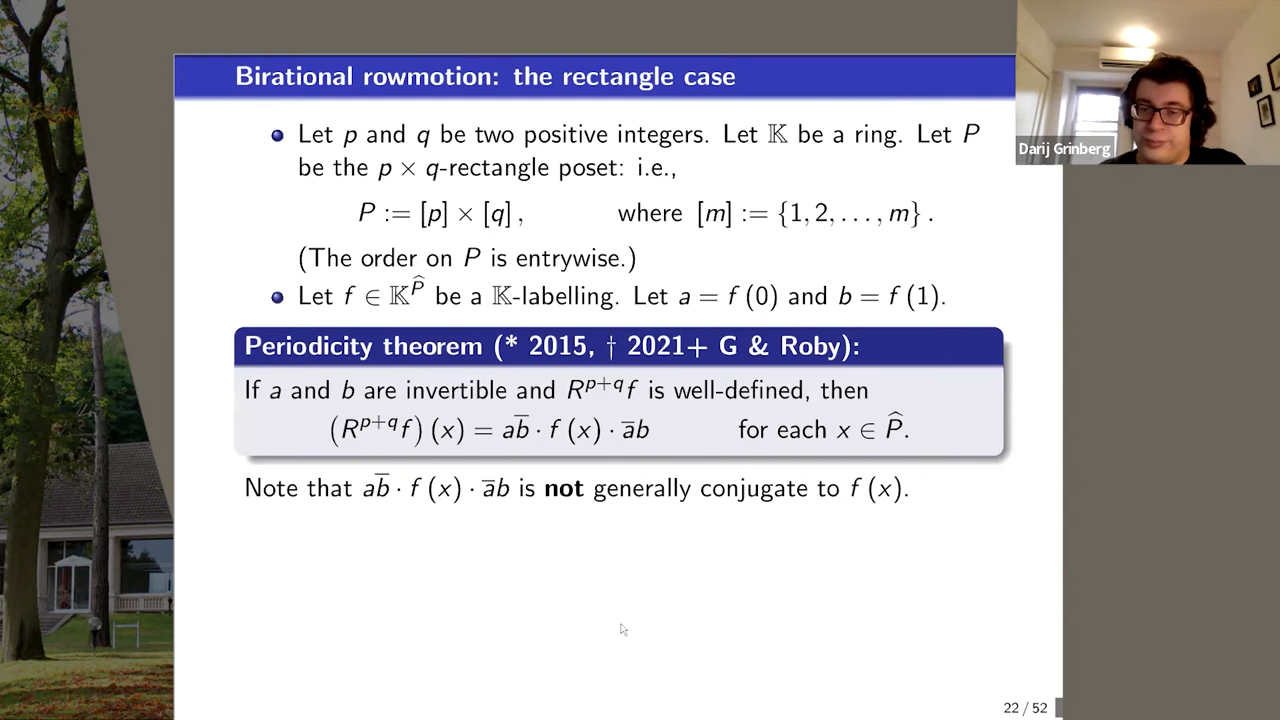 Birational rowmotion: the rectangle case
Let p and q be two positive integers. Let 𝕂 be a ring. Let P
be the p × q-rectangle poset: i.e.,
P := [p] × [q] , where [m] := {1, 2, . . . , m} .
(The order on P is entrywise.)
Let f ∈ 𝕂^P̂ be a 𝕂-labelling. Let a = f (0) and b = f (1).
Periodicity theorem (* 2015, † 2021+ G & Roby):
If a and b are invertible and R^{p+q}f is well-defined, then
(R^{p+q}f) (x) = ab̅ · f (x) · a̅b for each x ∈ P̂.
Note that ab̅ · f (x) · a̅b is not generally conjugate to f (x).
22 / 52
Darij Grinberg